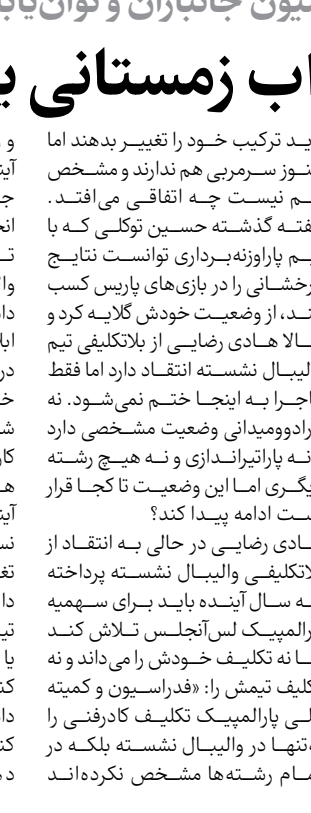 سیون جانبازان و توان‌یاب
اب زمستانی
ید ترکیب خود را تغییر بدهند اما
نوز سرمربی هم ندارند و مشخص
م نیست چه اتفاقی می‌افتد.
فته گذشته حسین توکلی که با
یم پاراوزنه‌برداری توانست نتایج
رخشانی را در بازی‌های پاریس کسب
ند، از وضعیت خودش گلایه کرد و
الا هادی رضایی از بلاتکلیفی تیم
لیبال نشسته انتقاد دارد اما فقط
اجرا به اینجا ختم نمی‌شود. نه
رادوومیدانی وضعیت مشخصی دارد
نه پاراتیراندازی و نه هیچ رشته
یگری اما این وضعیت تا کجا قرار
ست ادامه پیدا کند؟
ادی رضایی در حالی به انتقاد از
لاتکلیفی والیبال نشسته پرداخته
ه سال آینده باید برای سهمیه
رالمپیک لس‌آنجلس تلاش کند
ا نه تکلیف خودش را می‌داند و نه
کلیف تیمش را: «فدراسیون و کمیته
لی پارالمپیک تکلیف کادرفنی را
ه‌تنها در والیبال نشسته بلکه در
مام رشته‌ها مشخص نکرده‌اند